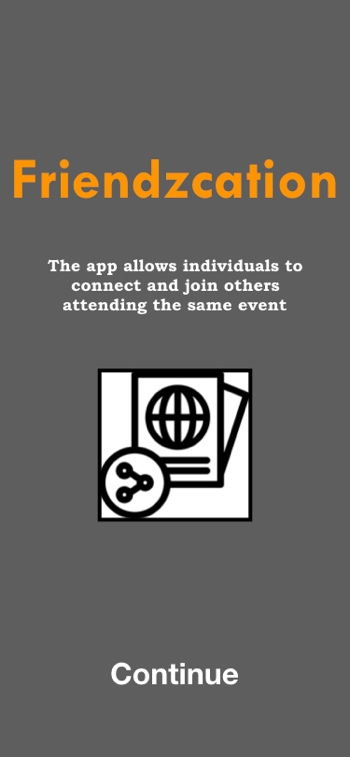 Friendzcation
The app allows individuals to
connect and join others
attending the same event
Continue